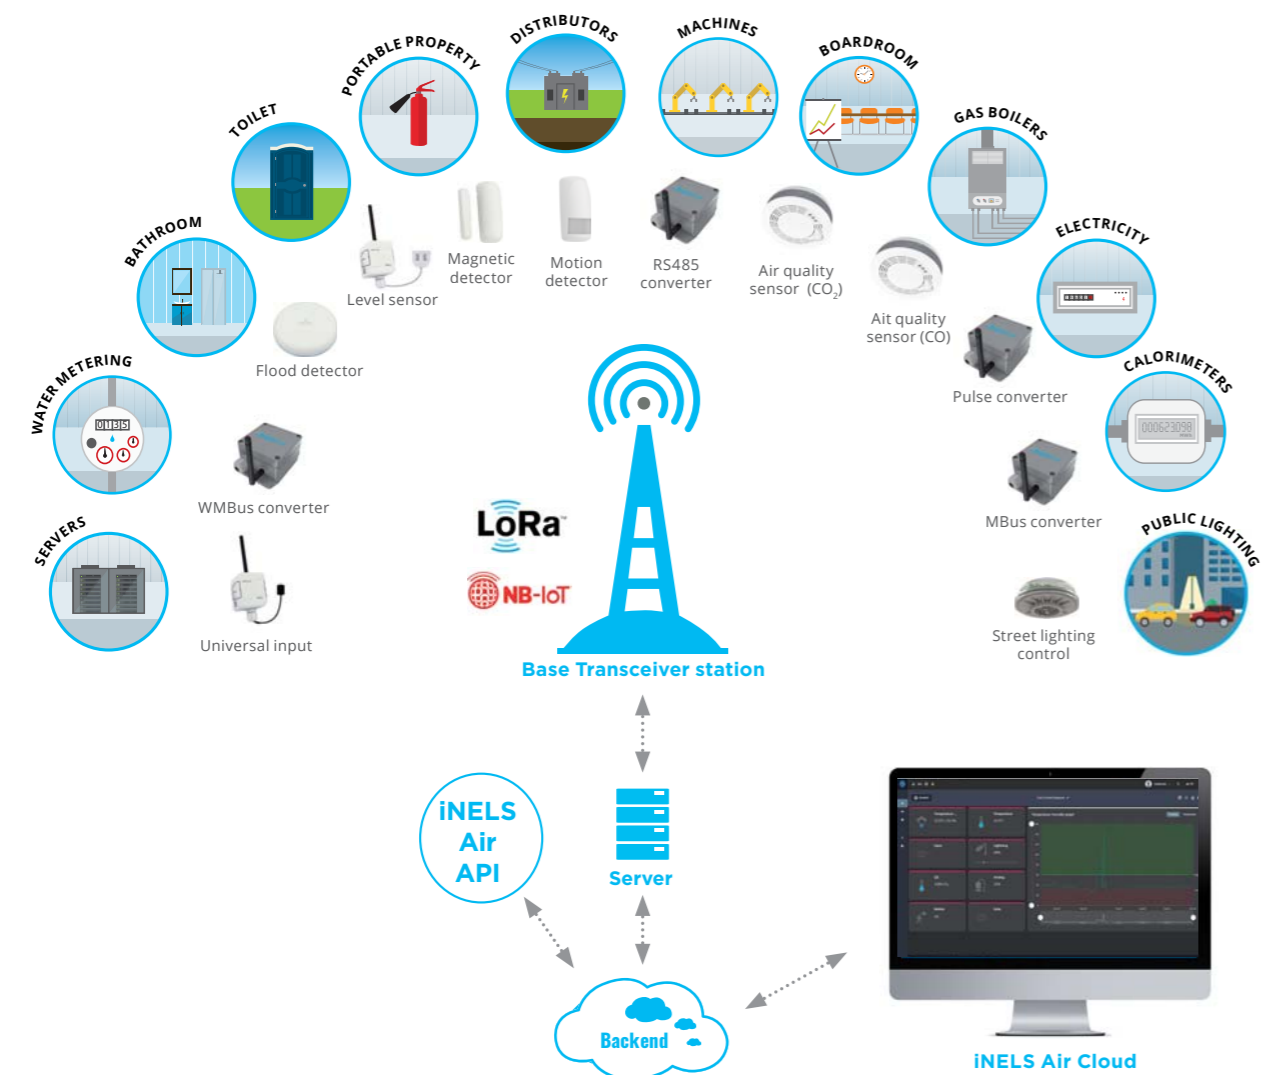 DISTRIBUTORS
MACHINES
PORTABLE PROPERTY
BOARDROOM
TOILET
GAS BOILERS
BATHROOM
ELECTRICITY
Magnetic
detector
Motion
detector
RS485
converter
Air quality
sensor (CO₂)
Level sensor
Ait quality
sensor (CO)
Flood detector
WATER METERING
0135
CALORIMETERS
Pulse converter
WMBus converter
MBus converter
SERVERS
PUBLIC LIGHTING
LoRa™
NB-IoT
Universal input
Street lighting
control
Base Transceiver station
iNELS
Air
API
Server
Backend
iNELS Air Cloud